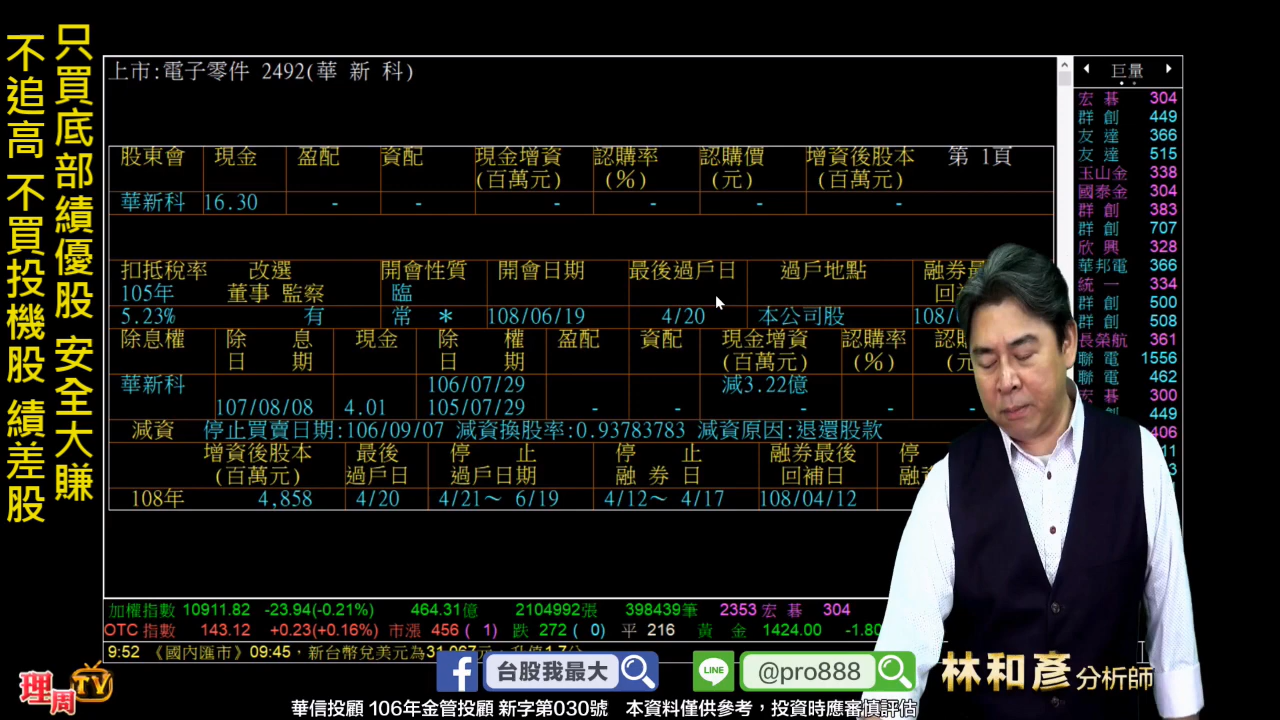 只買底部績優股 安全大賺
不追高 不買投機股 績差股
上市:電子零件 2492(華 新 科)
股東會 現金 盈配 資配 現金增資 認購率 認購價 增資後股本 第 1頁
(百萬元) (%) (元) (百萬元)
華新科 16.30 - - - - - -
扣抵稅率 改選 開會性質 開會日期 最後過戶日 過戶地點
105年 董事 監察 臨
5.23% 有 常 * 108/06/19 4/20 本公司股
除息權 除 息 現金 除 權 盈配 資配 現金增資 認購率
日 期 日 期 (百萬元) (%)
華新科 106/07/29 減3.22億
107/08/08 4.01 105/07/29 - - - - -
減資 停止買賣日期:106/09/07 減資換股率:0.93783783 減資原因:退還股款
增資後股本 最後 停 止 停 止 融券最後 停
(百萬元) 過戶日 過戶日期 融 券 日 回補日
108年 4,858 4/20 4/21～ 6/19 4/12～ 4/17 108/04/12
巨量
宏 碁 304
群 創 449
友 達 366
友 達 515
玉山金 338
國泰金 304
群 創 383
群 創 707
欣 興 328
華邦電 366
統 一 334
群 創 500
群 創 508
長榮航 361
聯 電 1556
聯 電 462
宏 碁 300
449
406
加權指數 10911.82 -23.94(-0.21%) 464.31億 2104992張 398439筆 2353 宏 碁 304
OTC 指數 143.12 +0.23(+0.16%) 市漲 456 ( 1) 跌 272 ( 0) 平 216 黃 金 1424.00 -1.80
9:52 《國內匯市》09:45，新台幣兌美元為31.067元
台股我最大
LINE @pro888
林和彥 分析師
理周TV
華信投顧 106年金管投顧 新字第030號 本資料僅供參考，投資時應審慎評估